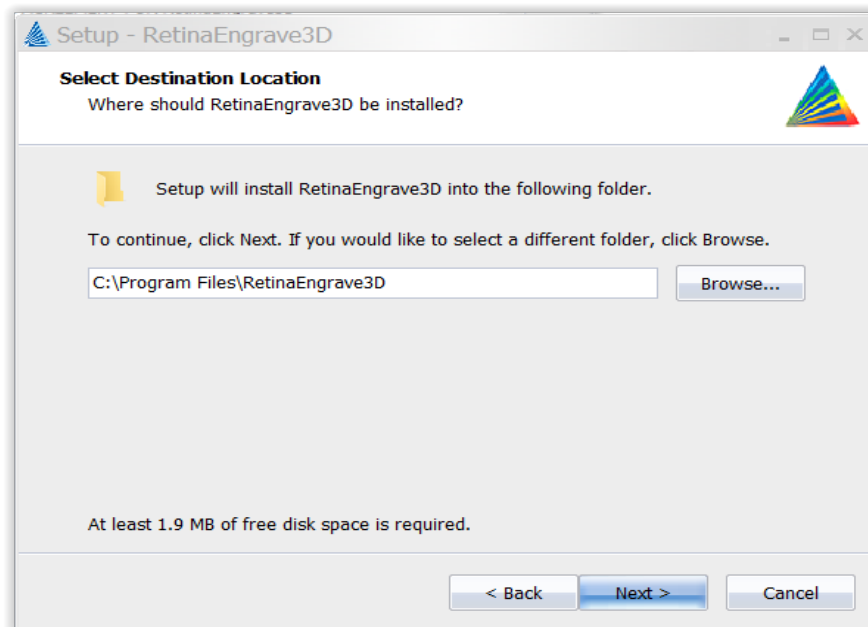 Setup - RetinaEngrave3D
Select Destination Location
Where should RetinaEngrave3D be installed?
Setup will install RetinaEngrave3D into the following folder.
To continue, click Next. If you would like to select a different folder, click Browse.
C:\Program Files\RetinaEngrave3D
Browse...
At least 1.9 MB of free disk space is required.
< Back
Next >
Cancel